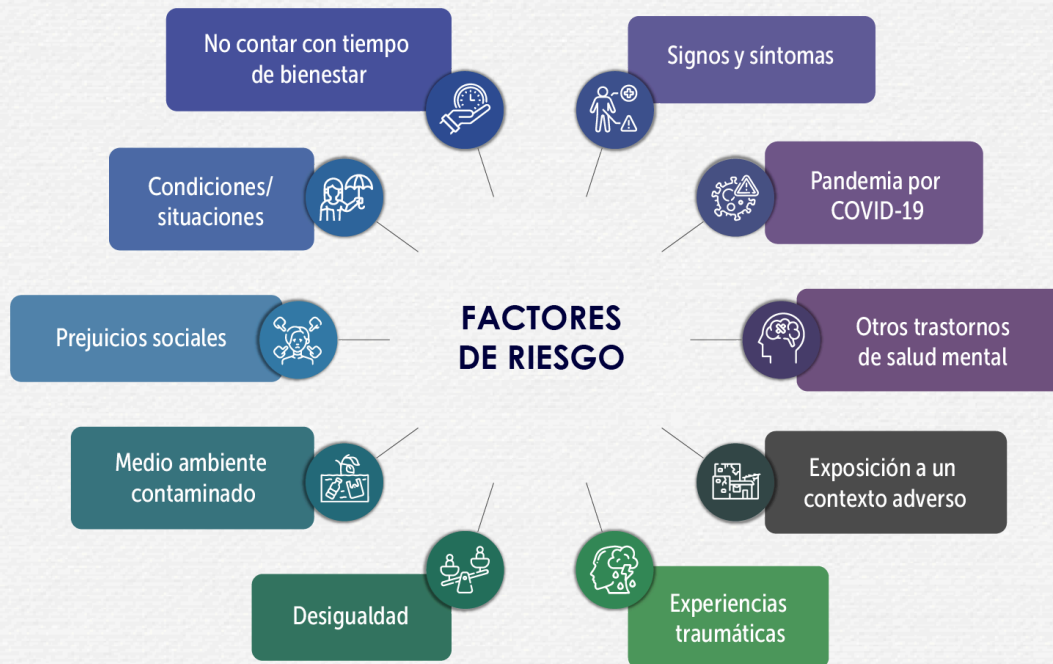 No contar con tiempo
de bienestar
Signos y síntomas
Condiciones/
situaciones
Pandemia por
COVID-19
Prejuicios sociales
FACTORES
DE RIESGO
Otros trastornos
de salud mental
Medio ambiente
contaminado
Exposición a un
contexto adverso
Desigualdad
Experiencias
traumáticas